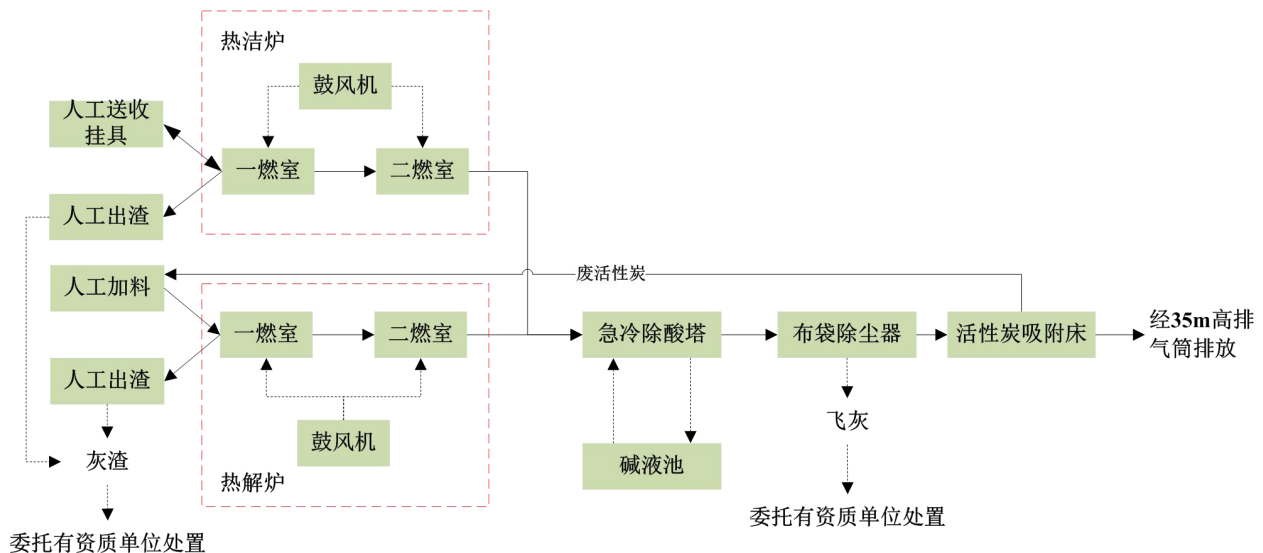 热洁炉
鼓风机
人工送收
挂具
一燃室
二燃室
人工出渣
废活性炭
人工加料
一燃室
二燃室
急冷除酸塔
布袋除尘器
活性炭吸附床
经35m高排
气筒排放
人工出渣
飞灰
鼓风机
灰渣
碱液池
热解炉
委托有资质单位处置
委托有资质单位处置